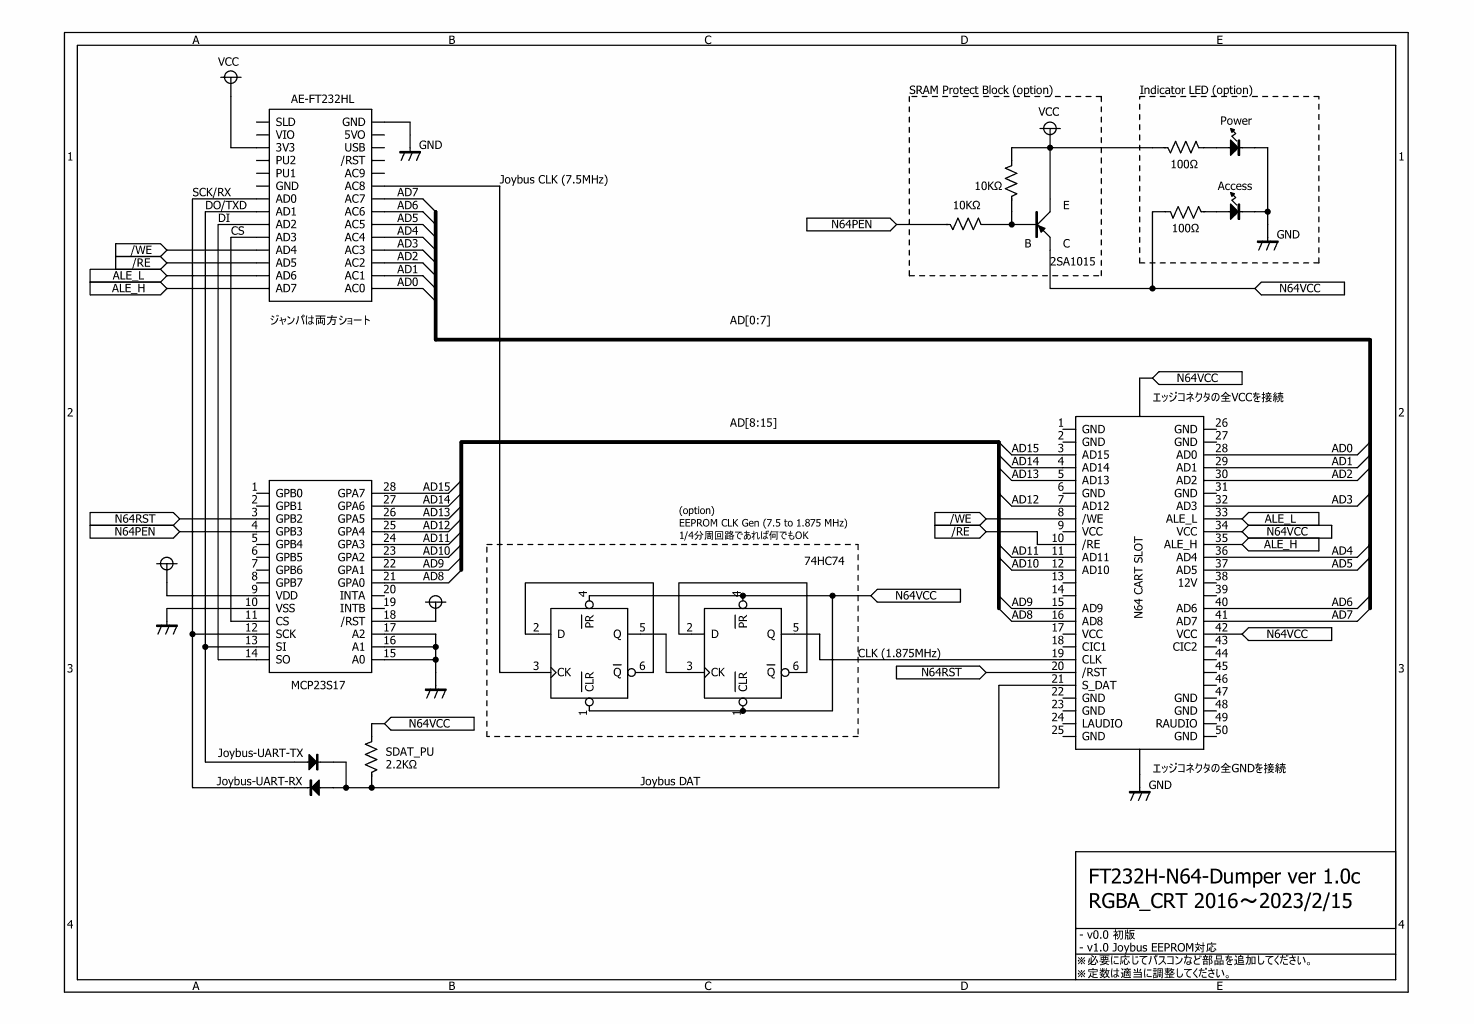 A B C D E
VCC
AE-FT232HL
SLD GND
VIO 5VO
3V3 USB
PU2 /RST
PU1 AC9
GND AC8
AD0 AC7
AD1 AC6
AD2 AC5
AD3 AC4
AD4 AC3
AD5 AC2
AD6 AC1
AD7 AC0
SCK/RX
DO/TXD
DI
CS
/WE
/RE
ALE_L
ALE_H
GND
AD7
AD6
AD5
AD4
AD3
AD2
AD1
AD0
ジャンパは両方ショート
Joybus CLK (7.5MHz)
SRAM Protect Block (option)
VCC
10KΩ
10KΩ
N64PEN
E
B C
2SA1015
Indicator LED (option)
Power
100Ω
Access
100Ω
GND
N64VCC
1 1
AD[0:7]
AD[8:15]
2 2
1 GPB0 GPA7 28 AD15
2 GPB1 GPA6 27 AD14
N64RST 3 GPB2 GPA5 26 AD13
N64PEN 4 GPB3 GPA4 25 AD12
5 GPB4 GPA3 24 AD11
6 GPB5 GPA2 23 AD10
7 GPB6 GPA1 22 AD9
8 GPB7 GPA0 21 AD8
9 VDD INTA 20
10 VSS INTB 19
11 CS /RST 18
12 SCK A2 17
13 SI A1 16
14 SO A0 15
MCP23S17
(option)
EEPROM CLK Gen (7.5 to 1.875 MHz)
1/4分周回路であれば何でもOK
74HC74
4 4
PR PR
2 D Q 5 2 D Q 5
3 CK Q 6 3 CK Q 6
CLR CLR
1 1
N64VCC
CLK (1.875MHz)
N64RST
N64VCC
エッジコネクタの全VCCを接続
1 GND GND 26
2 GND GND 27
AD15 3 AD15 AD0 28 AD0
AD14 4 AD14 AD1 29 AD1
AD13 5 AD13 AD2 30 AD2
6 GND GND 31
AD12 7 AD12 AD3 32 AD3
/WE 8 /WE ALE_L 33 ALE_L
/RE 9 VCC VCC 34 N64VCC
10 /RE ALE_H 35 ALE_H
AD11 11 AD11 AD4 36 AD4
AD10 12 AD10 AD5 37 AD5
13 12V 38
14 39
AD9 15 AD9 AD6 40 AD6
AD8 16 AD8 AD7 41 AD7
17 VCC VCC 42 N64VCC
18 CIC1 CIC2 43
19 CLK 44
20 /RST 45
21 S_DAT 46
22 GND GND 47
23 GND GND 48
24 LAUDIO RAUDIO 49
25 GND GND 50
N64 CART SLOT
エッジコネクタの全GNDを接続
GND
3 3
N64VCC
SDAT_PU
2.2KΩ
Joybus-UART-TX
Joybus-UART-RX
Joybus DAT
FT232H-N64-Dumper ver 1.0c
RGBA_CRT 2016～2023/2/15
- v0.0 初版
- v1.0 Joybus EEPROM対応
※必要に応じてパスコンなど部品を追加してください。
※定数は適当に調整してください。
4 4
A B C D E